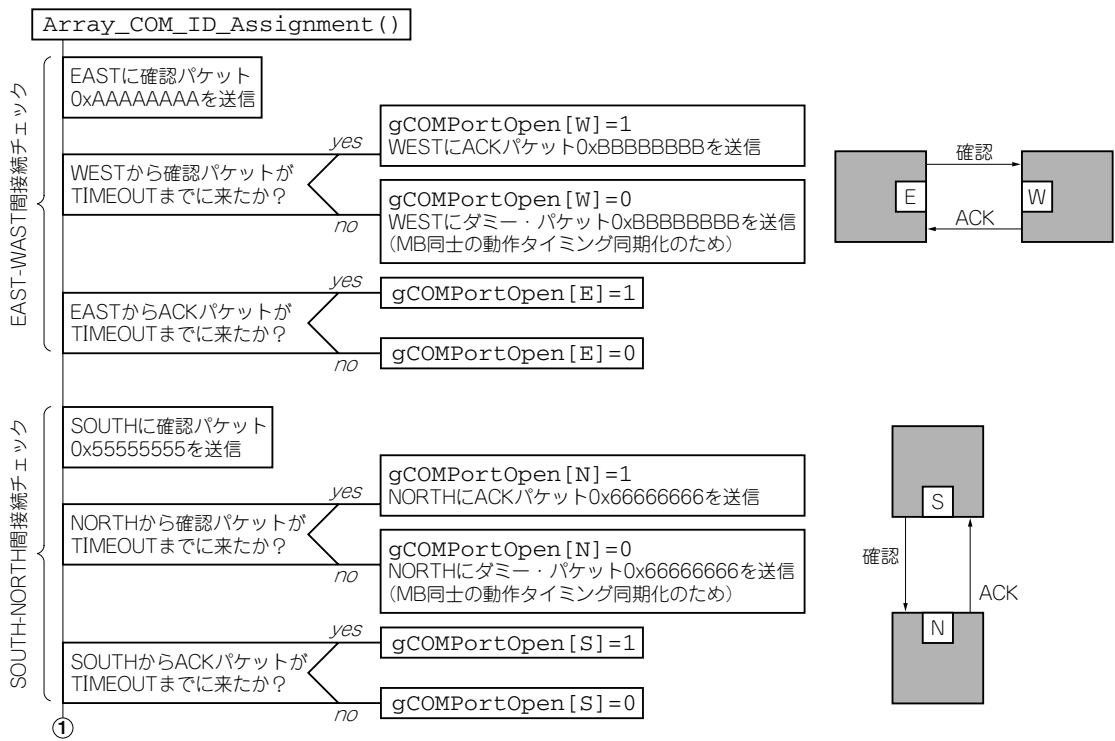 Array_COM_ID_Assignment()
EAST-WAST間接続チェック
EASTに確認パケット
0xAAAAAAAAを送信
WESTから確認パケットが
TIMEOUTまでに来たか？
yes
gCOMPortOpen[W]=1
WESTにACKパケット0xBBBBBBBBを送信
no
gCOMPortOpen[W]=0
WESTにダミー・パケット0xBBBBBBBBを送信
(MB同士の動作タイミング同期化のため)
EASTからACKパケットが
TIMEOUTまでに来たか？
yes
gCOMPortOpen[E]=1
no
gCOMPortOpen[E]=0
確認
E
W
ACK
SOUTH-NORTH間接続チェック
SOUTHに確認パケット
0x55555555を送信
NORTHから確認パケットが
TIMEOUTまでに来たか？
yes
gCOMPortOpen[N]=1
NORTHにACKパケット0x66666666を送信
no
gCOMPortOpen[N]=0
NORTHにダミー・パケット0x66666666を送信
(MB同士の動作タイミング同期化のため)
SOUTHからACKパケットが
TIMEOUTまでに来たか？
yes
gCOMPortOpen[S]=1
no
gCOMPortOpen[S]=0
S
確認
ACK
N
①